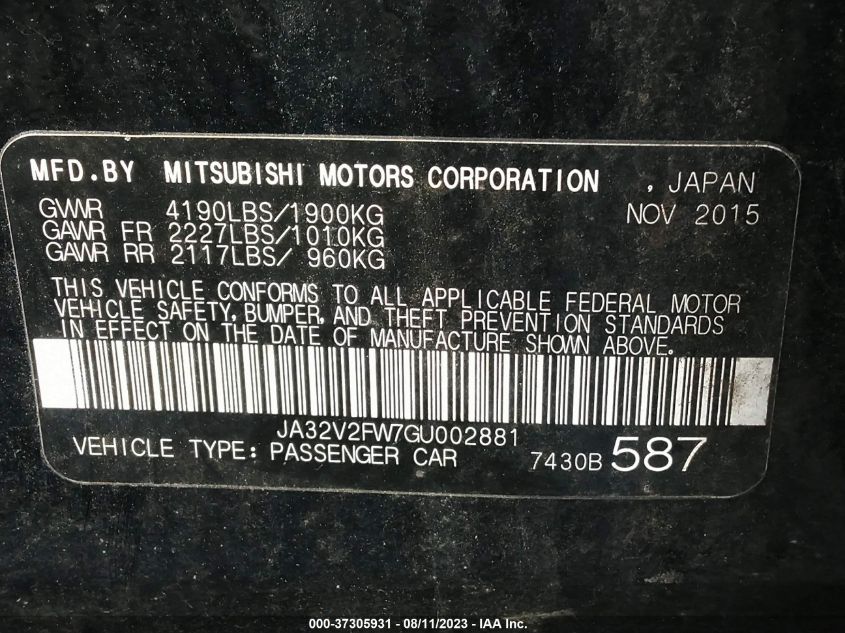 MFD.BY MITSUBISHI MOTORS CORPORATION , JAPAN
GVWR 4190LBS/1900KG NOV 2015
GAWR FR 2227LBS/1010KG
GAWR RR 2117LBS/ 960KG
THIS VEHICLE CONFORMS TO ALL APPLICABLE FEDERAL MOTOR
VEHICLE SAFETY, BUMPER, AND THEFT PREVENTION STANDARDS
IN EFFECT ON THE DATE OF MANUFACTURE SHOWN ABOVE.
JA32V2FW7GU002881
VEHICLE TYPE: PASSENGER CAR 7430B 587
000-37305931 - 08/11/2023 - IAA Inc.